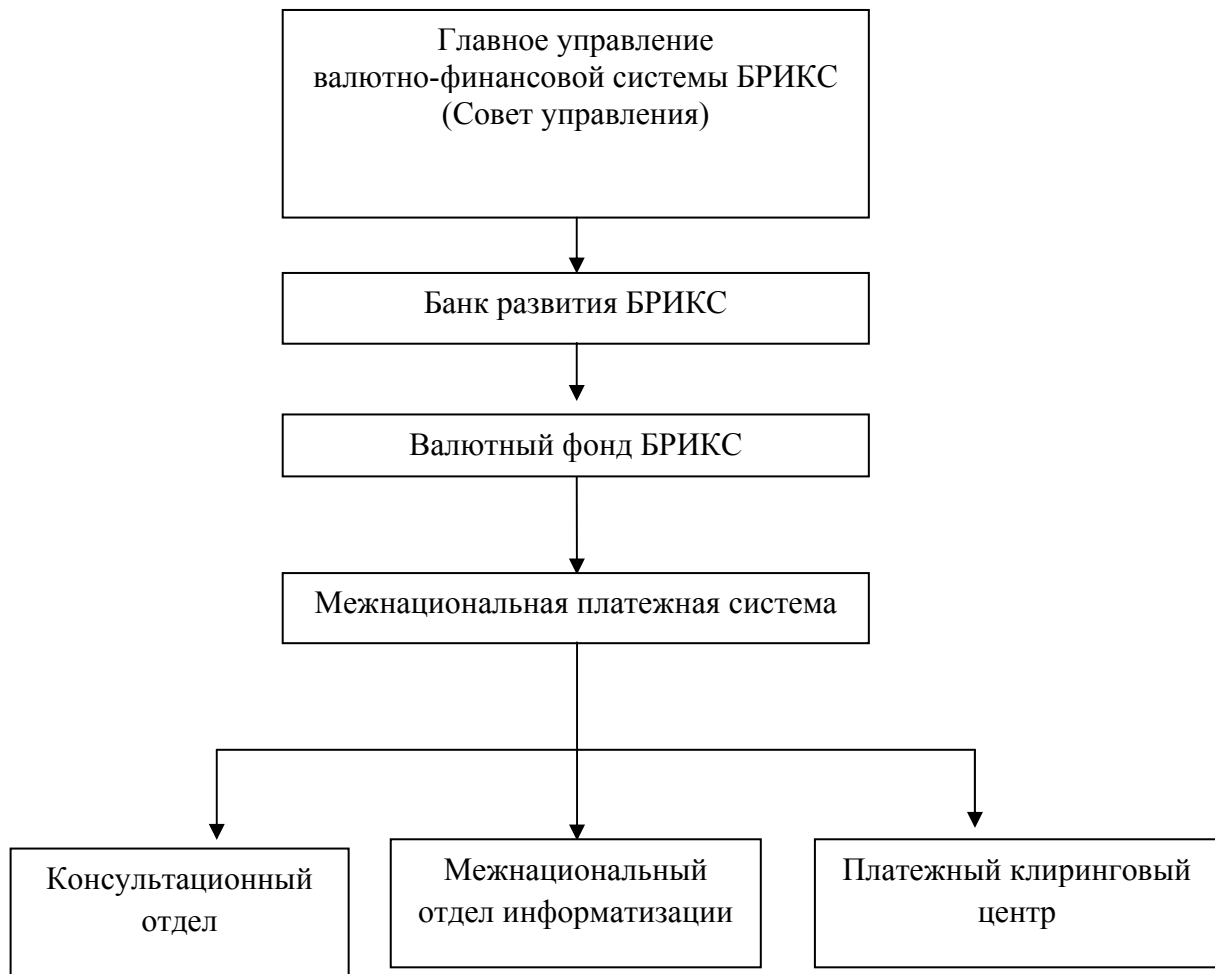 Главное управление
валютно-финансовой системы БРИКС
(Совет управления)
Банк развития БРИКС
Валютный фонд БРИКС
Межнациональная платежная система
Консультационный
отдел
Межнациональный
отдел информатизации
Платежный клиринговый
центр